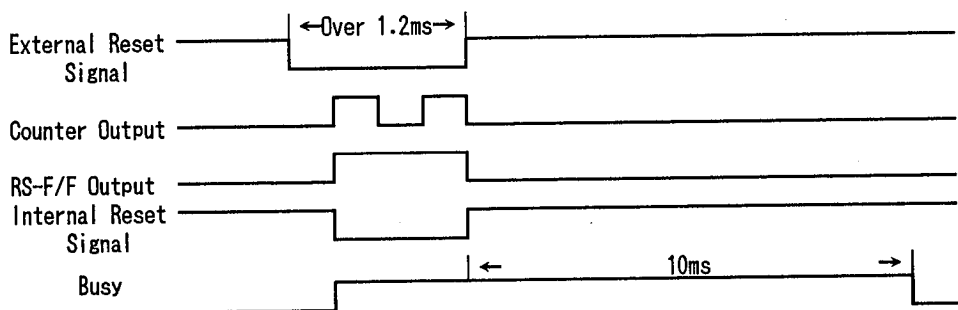 Over 1.2ms
External Reset
Signal
Counter Output
RS-F/F Output
Internal Reset
Signal
10ms
Busy